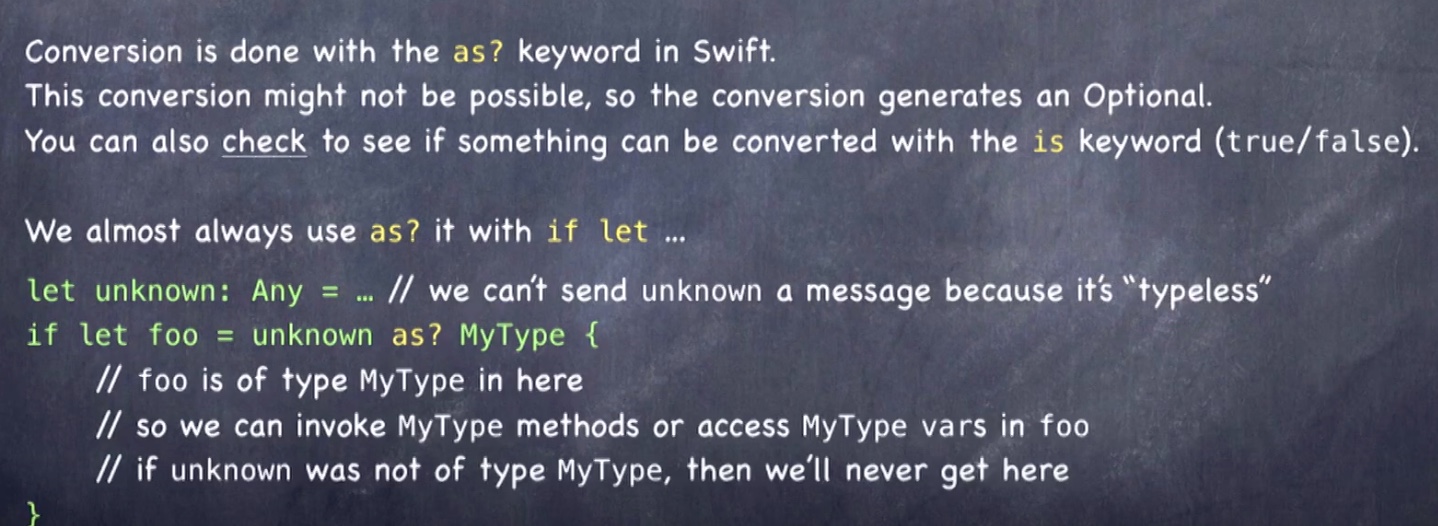 Conversion is done with the as? keyword in Swift.
This conversion might not be possible, so the conversion generates an Optional.
You can also check to see if something can be converted with the is keyword (true/false).
We almost always use as? it with if let ...
let unknown: Any = … // we can't send unknown a message because it's “typeless”
if let foo = unknown as? MyType {
// foo is of type MyType in here
// so we can invoke MyType methods or access MyType vars in foo
// if unknown was not of type MyType, then we'll never get here
}